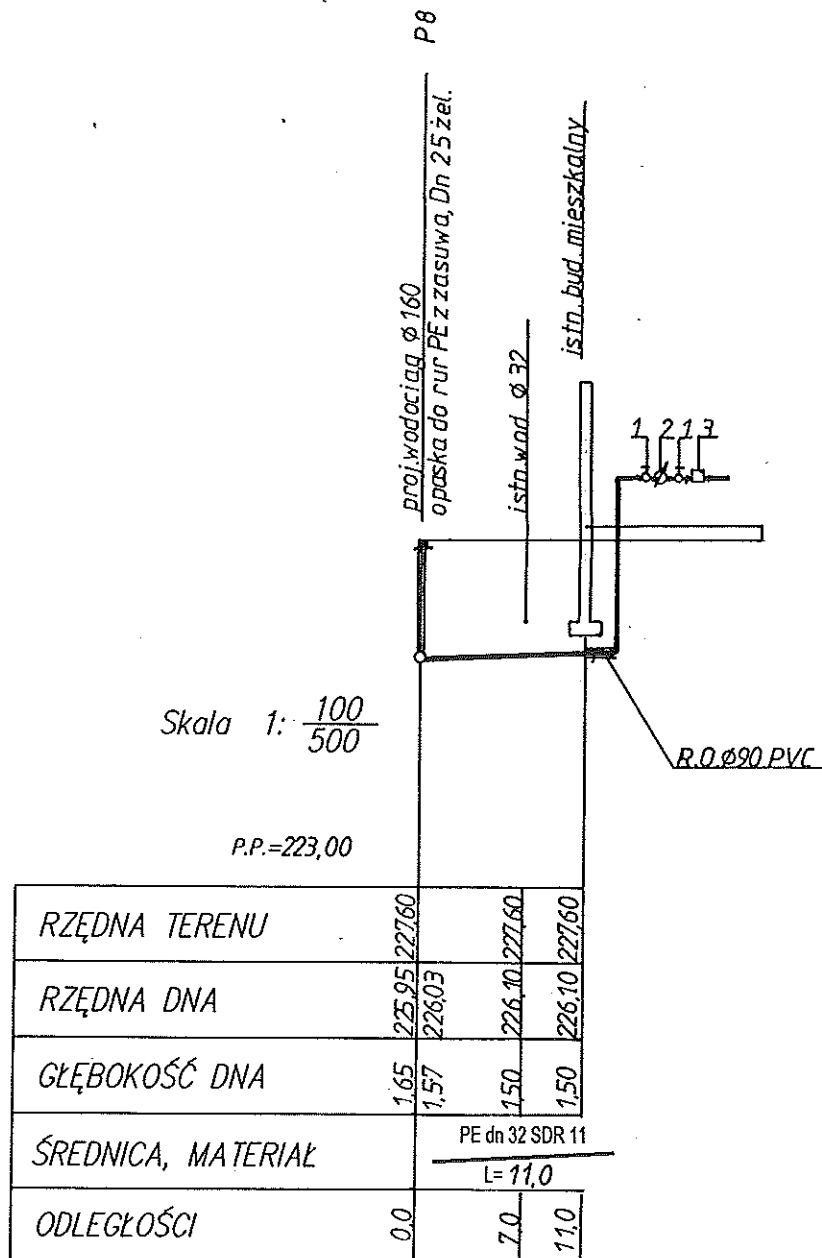 P8
proj.wodociąg ø160
opaska do rur PE z zasuwą, Dn 25 żel.
istn. wod. ø32
istn. bud. mieszkalny
1 2 1 3
Skala 1: 100
500
R.O.ø90 PVC
P.P.=223,00
RZĘDNA TERENU 227,60 227,60 227,60
RZĘDNA DNA 225,95 226,03 226,10 226,10
GŁĘBOKOŚĆ DNA 1,65 1,57 1,50 1,50
ŚREDNICA, MATERIAŁ PE dn 32 SDR 11
L= 11,0
ODLEGŁOŚCI 0,0 7,0 11,0